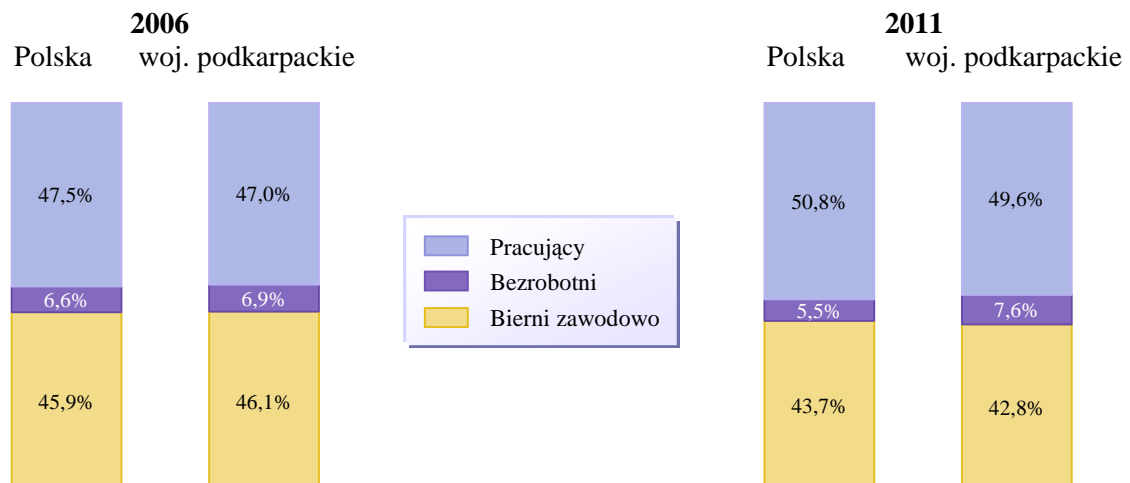 2006
Polska woj. podkarpackie
47,5% 47,0%
6,6% 6,9%
45,9% 46,1%
Pracujący
Bezrobotni
Bierni zawodowo
2011
Polska woj. podkarpackie
50,8% 49,6%
5,5% 7,6%
43,7% 42,8%